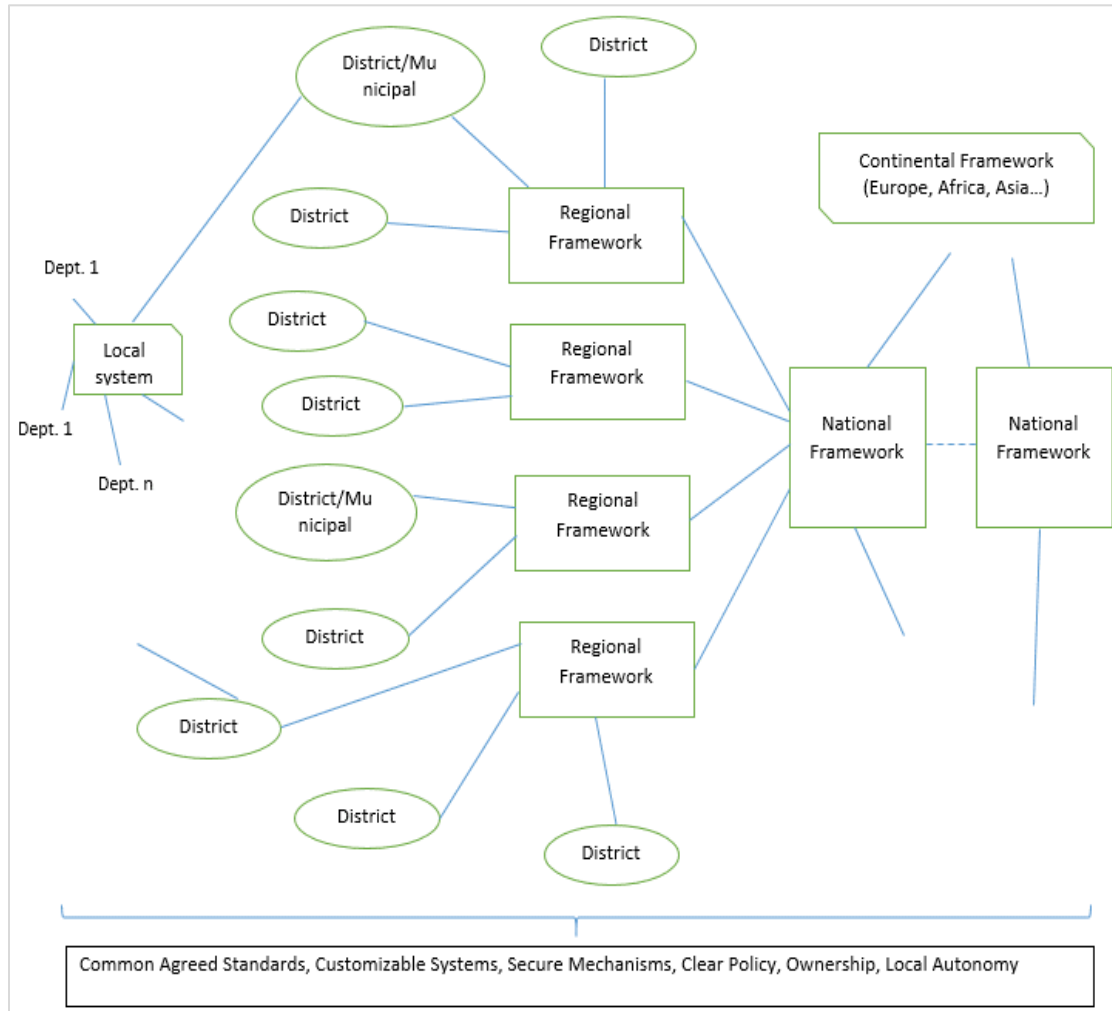 District/Mu
nicipal
District
Continental Framework
(Europe, Africa, Asia...)
District
Regional
Framework
Dept. 1
District
Local
system
Regional
Framework
District
National
Framework
National
Framework
Dept. 1
Dept. n
District/Mu
nicipal
Regional
Framework
District
Regional
Framework
District
District
District
Common Agreed Standards, Customizable Systems, Secure Mechanisms, Clear Policy, Ownership, Local Autonomy